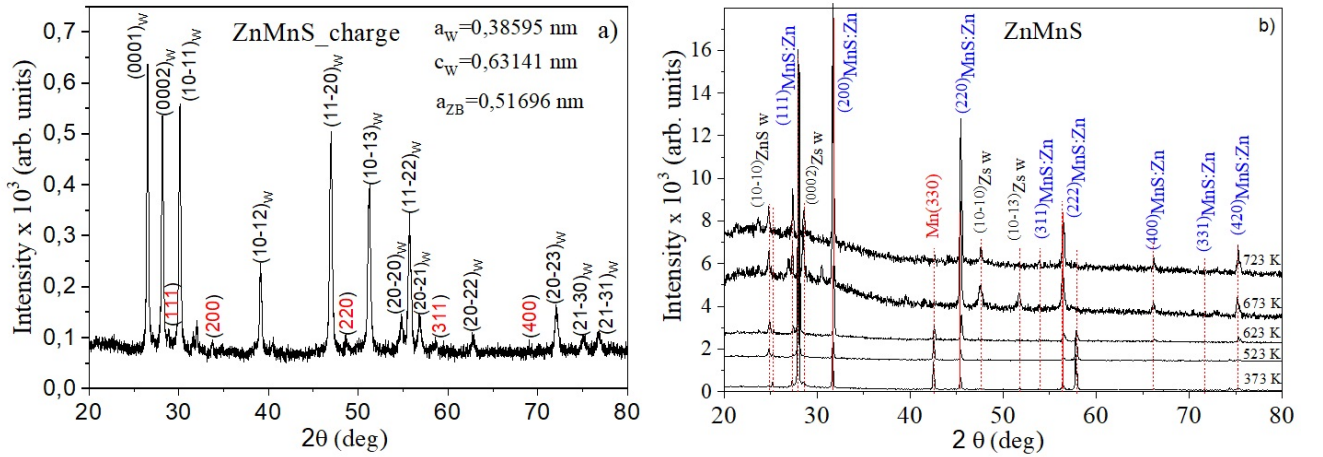 ZnMnS_charge
a)
a_W=0,38595 nm
c_W=0,63141 nm
a_ZB=0,51696 nm
Intensity x 10³ (arb. units)
0,7
0,6
0,5
0,4
0,3
0,2
0,1
0,0
(0001)_W
(0002)_W
(10-11)_W
(111)
(200)
(10-12)_W
(11-20)_W
(220)
(10-13)_W
(20-20)_W
(11-22)_W
(20-21)_W
(311)
(20-22)_W
(400)
(20-23)_W
(21-30)_W
(21-31)_W
20 30 40 50 60 70 80
2θ (deg)
ZnMnS
b)
Intensity x 10³ (arb. units)
16
14
12
10
8
6
4
2
0
(10-10)ZnS w
(111)MnS:Zn
(0002)Zs w
(200)MnS:Zn
Mn(330)
(220)MnS:Zn
(10-10)Zs w
(10-13)Zs w
(311)MnS:Zn
(222)MnS:Zn
(400)MnS:Zn
(331)MnS:Zn
(420)MnS:Zn
723 K
673 K
623 K
523 K
373 K
20 30 40 50 60 70 80
2 θ (deg)